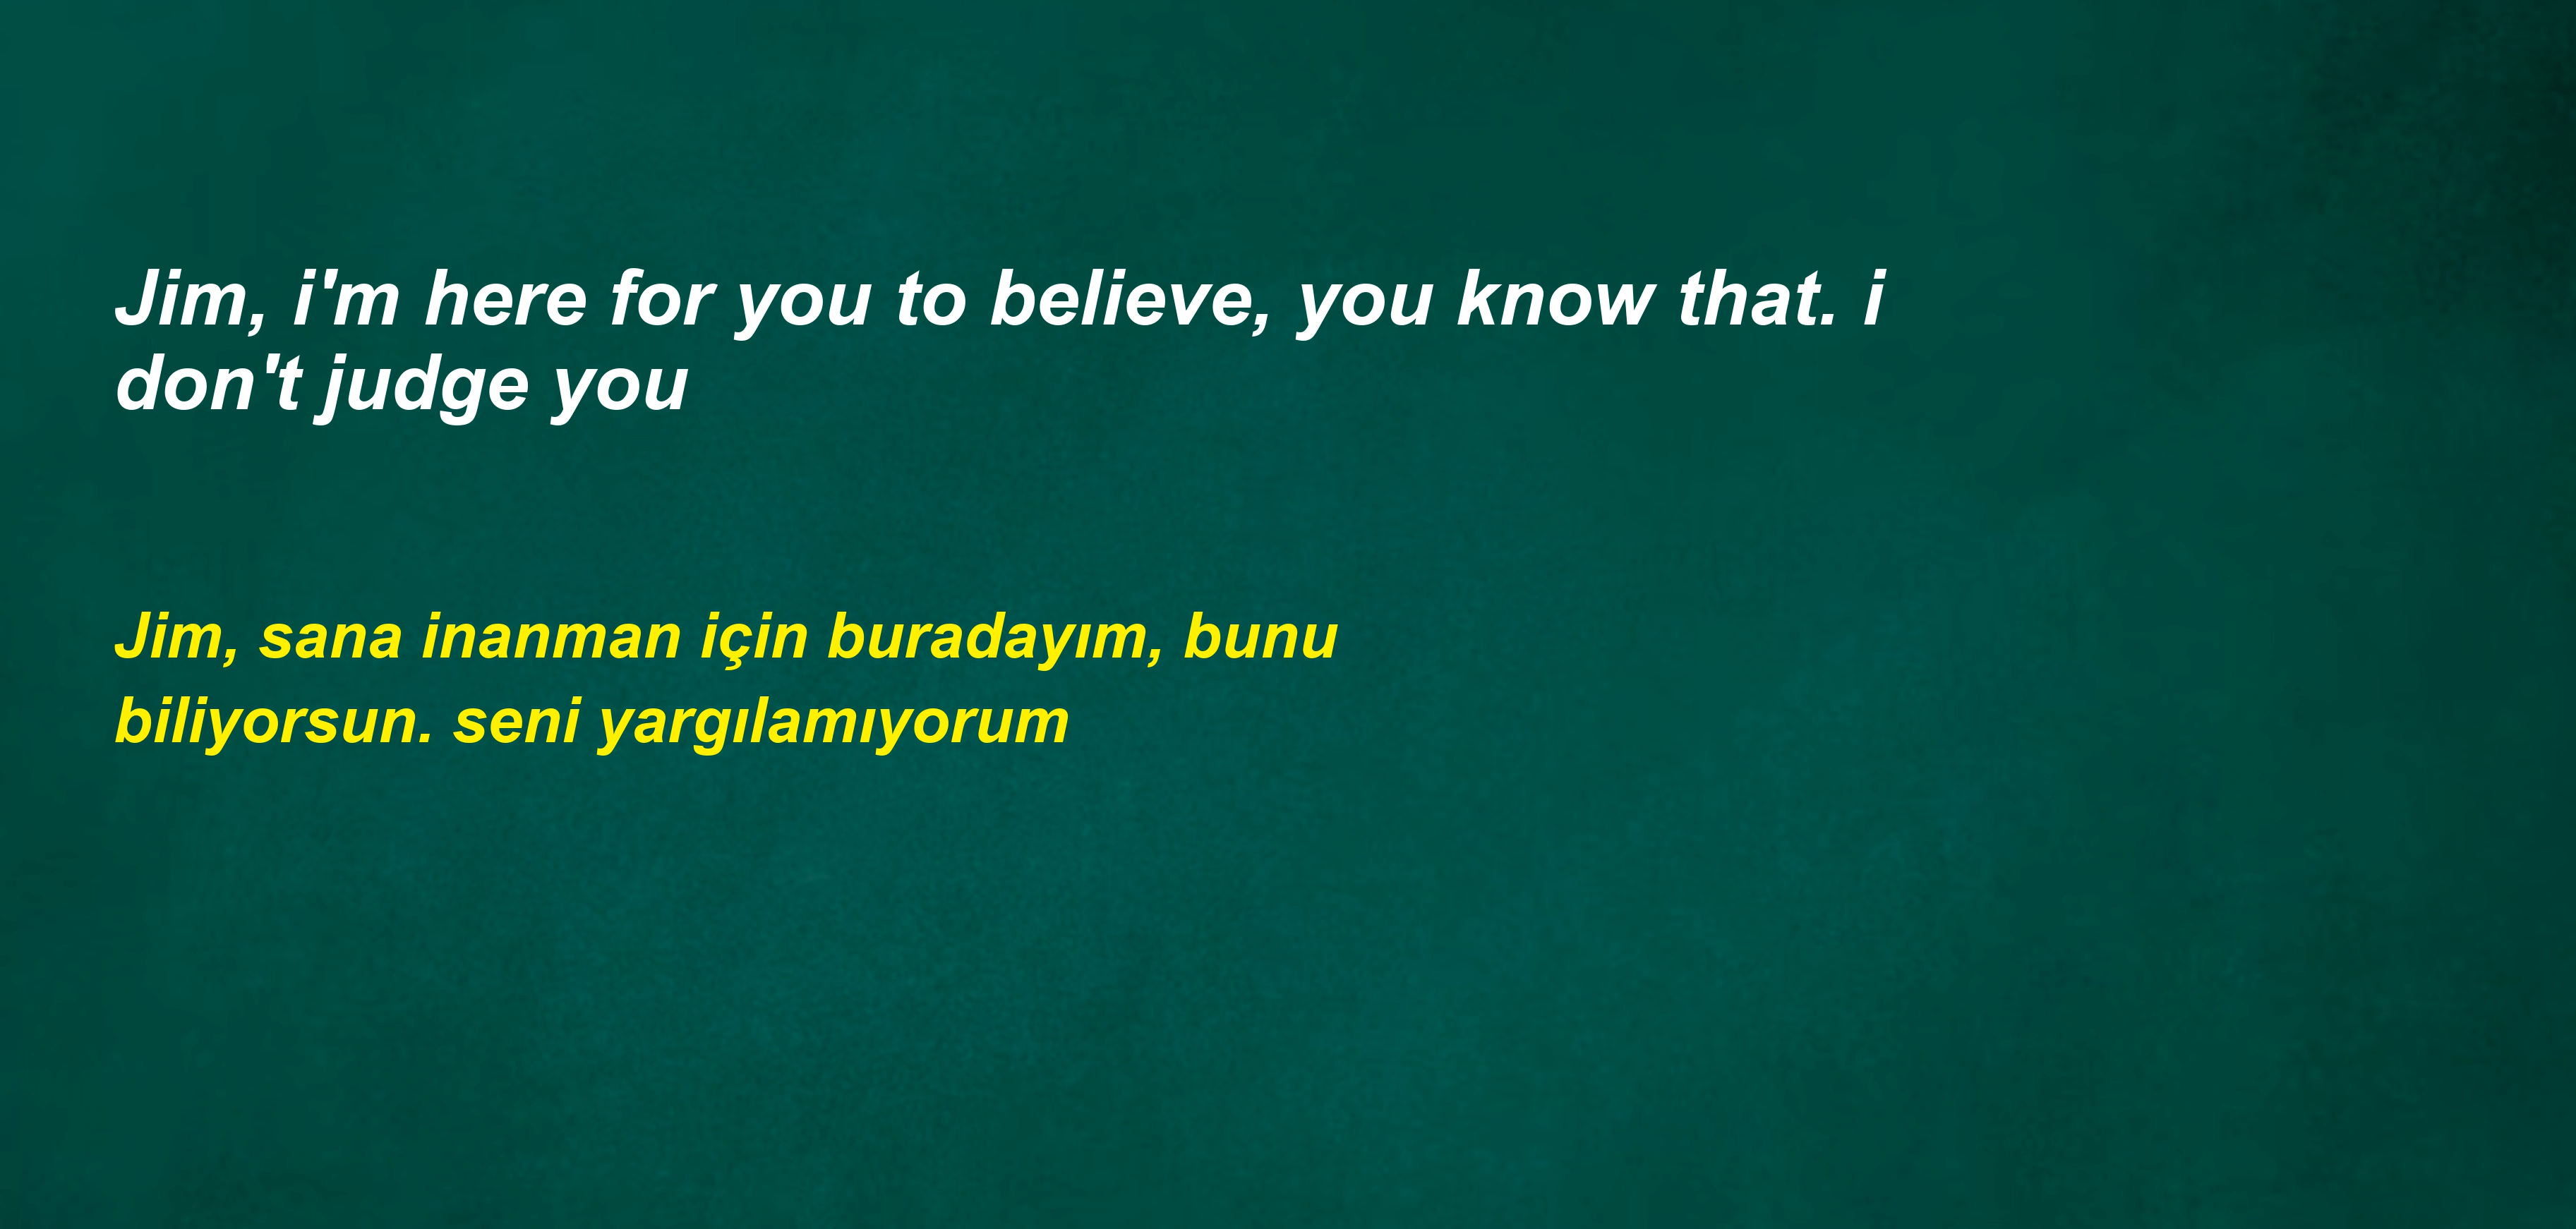 Jim, i'm here for you to believe, you know that. i
don't judge you
Jim, sana inanman için buradayım, bunu
biliyorsun. seni yargılamıyorum